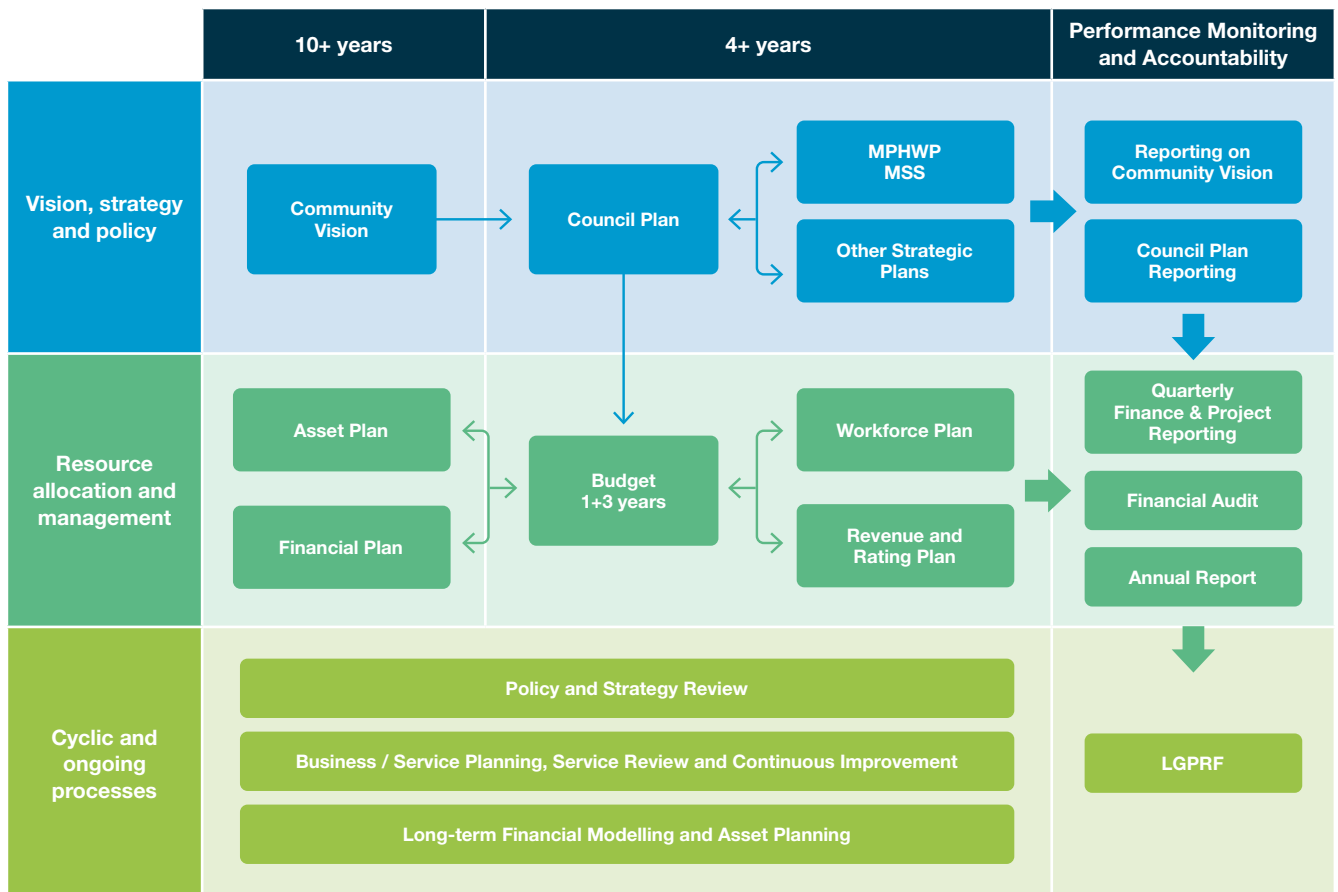 10+ years
4+ years
Performance Monitoring
and Accountability
Vision, strategy
and policy
Community
Vision
Council Plan
MPHWP
MSS
Other Strategic
Plans
Reporting on
Community Vision
Council Plan
Reporting
Resource
allocation and
management
Asset Plan
Financial Plan
Budget
1+3 years
Workforce Plan
Revenue and
Rating Plan
Quarterly
Finance & Project
Reporting
Financial Audit
Annual Report
Cyclic and
ongoing
processes
Policy and Strategy Review
Business / Service Planning, Service Review and Continuous Improvement
Long-term Financial Modelling and Asset Planning
LGPRF